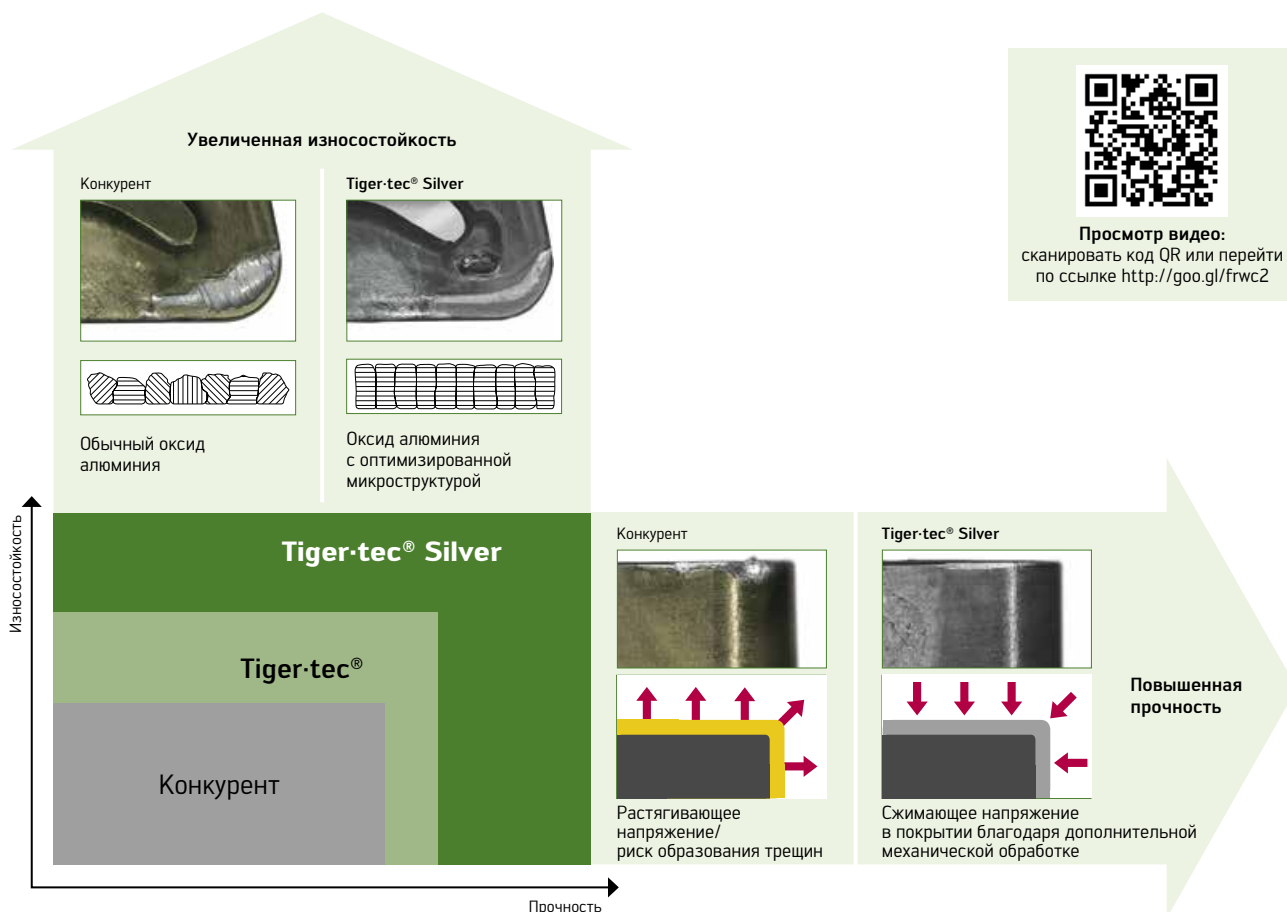 Увеличенная износостойкость
Конкурент
Tiger·tec® Silver
Обычный оксид
алюминия
Оксид алюминия
с оптимизированной
микроструктурой
Просмотр видео:
сканировать код QR или перейти
по ссылке http://goo.gl/frwc2
Износостойкость
Tiger·tec® Silver
Tiger·tec®
Конкурент
Прочность
Конкурент
Tiger·tec® Silver
Растягивающее
напряжение/
риск образования трещин
Сжимающее напряжение
в покрытии благодаря дополнительной
механической обработке
Повышенная
прочность